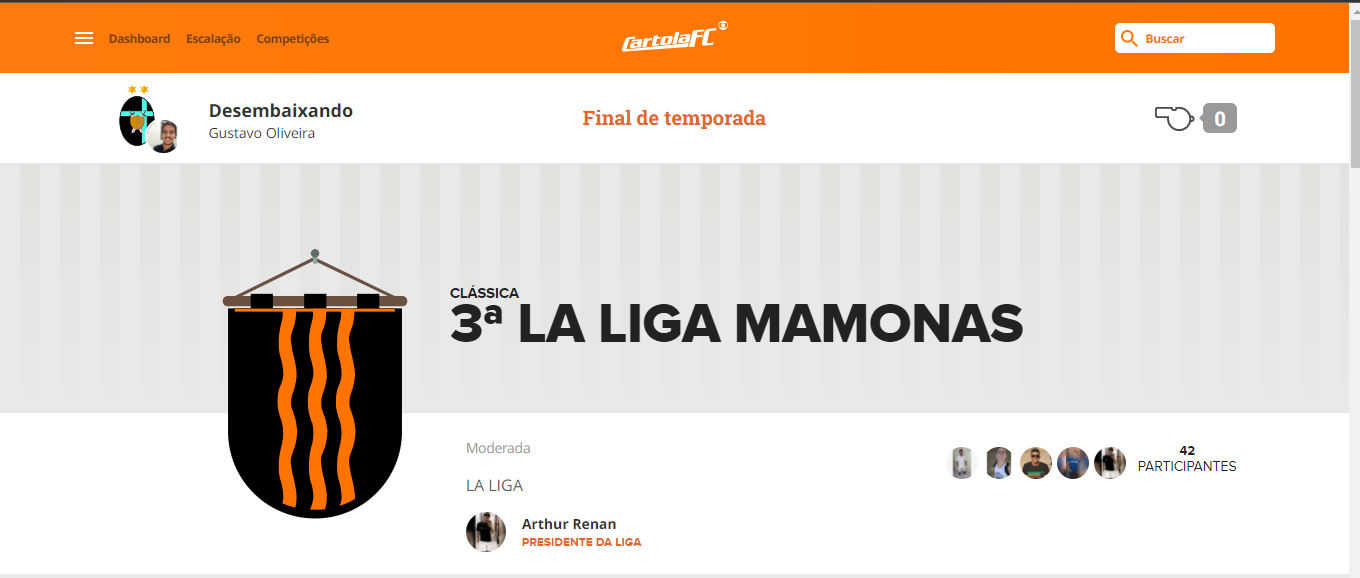 Dashboard Escalação Competições
CartolaFC
Buscar
Desembaixando
Gustavo Oliveira
Final de temporada
0
CLÁSSICA
3ª LA LIGA MAMONAS
Moderada
42
PARTICIPANTES
LA LIGA
Arthur Renan
PRESIDENTE DA LIGA